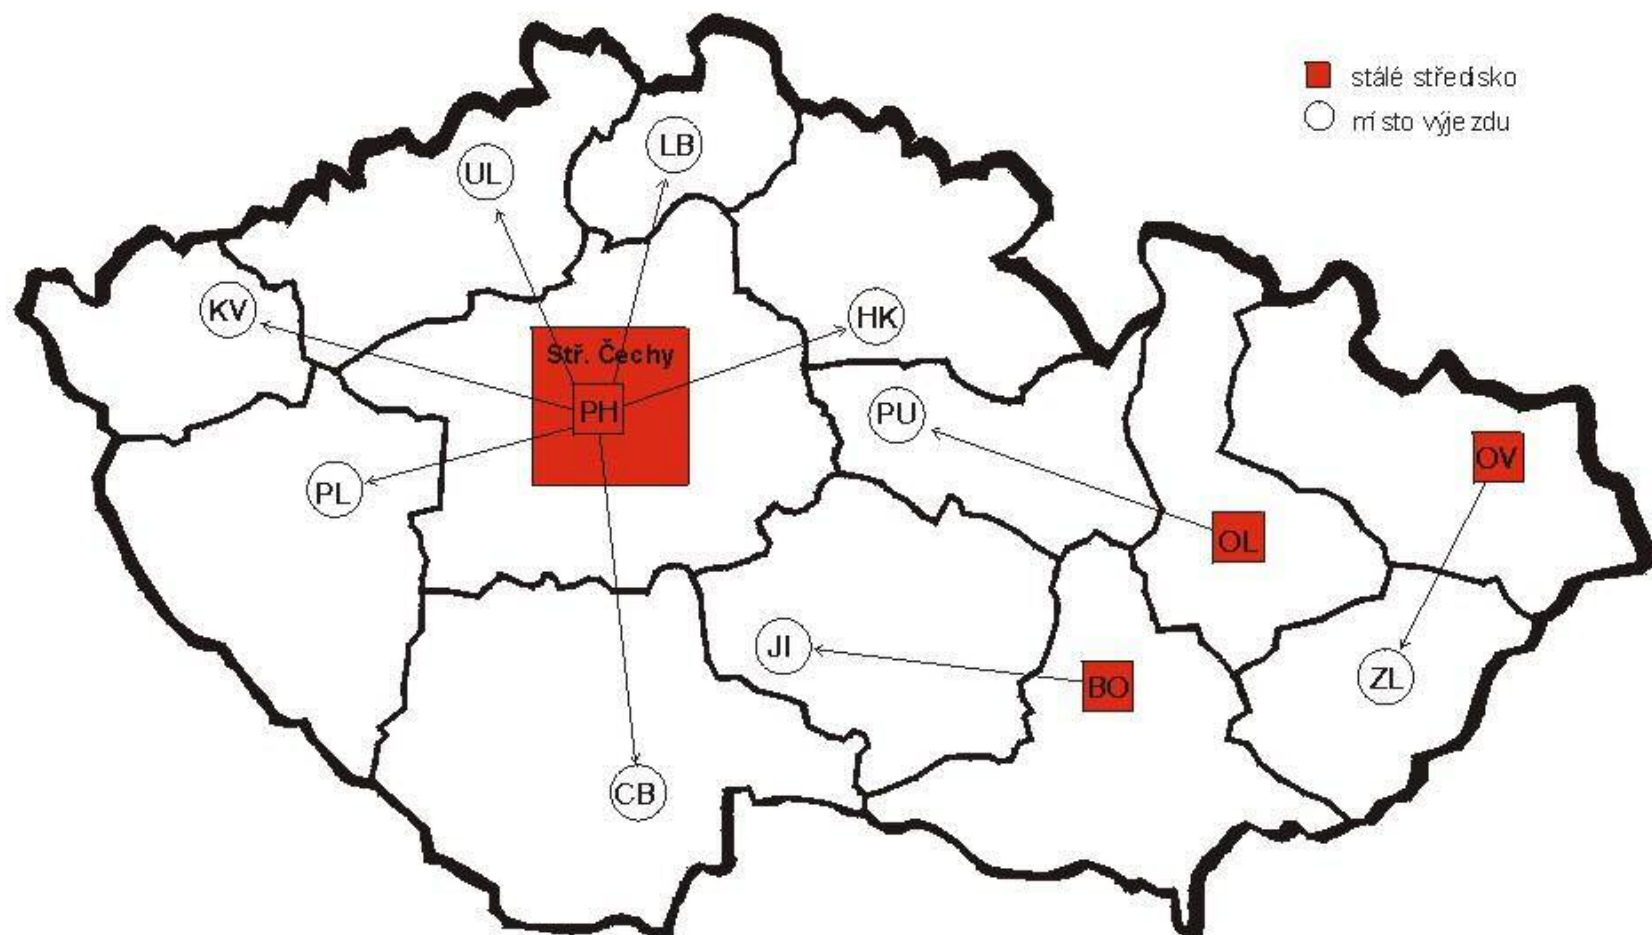 stálé středisko
místo výjezdu
LB
UL
KV
HK
Stř. Čechy
PH
PU
PL
OV
OL
JI
BO
ZL
CB